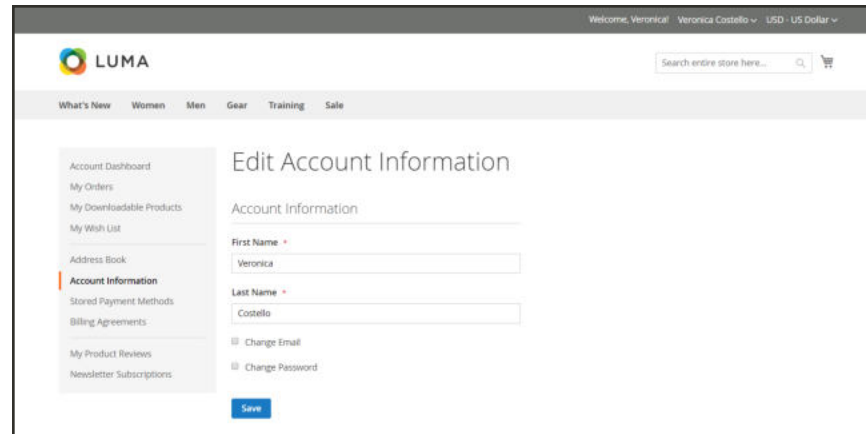 Welcome, Veronica! Veronica Costello USD - US Dollar
LUMA
Search entire store here...
What's New Women Men Gear Training Sale
Account Dashboard
My Orders
My Downloadable Products
My Wish List
Address Book
Account Information
Stored Payment Methods
Billing Agreements
My Product Reviews
Newsletter Subscriptions
Edit Account Information
Account Information
First Name *
Veronica
Last Name *
Costello
Change Email
Change Password
Save